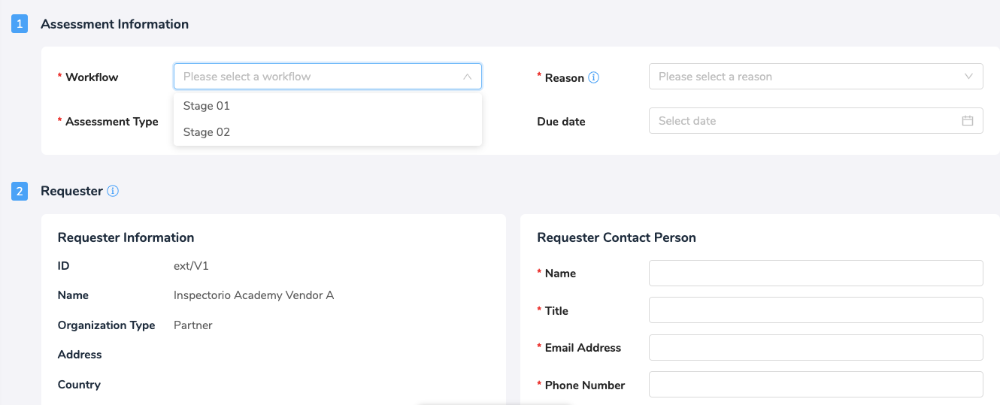 1 Assessment Information
* Workflow Please select a workflow * Reason Please select a reason
Stage 01
* Assessment Type Due date Select date
Stage 02
2 Requester
Requester Information
ID ext/V1
Name Inspectorio Academy Vendor A
Organization Type Partner
Address
Country
Requester Contact Person
* Name
* Title
* Email Address
* Phone Number